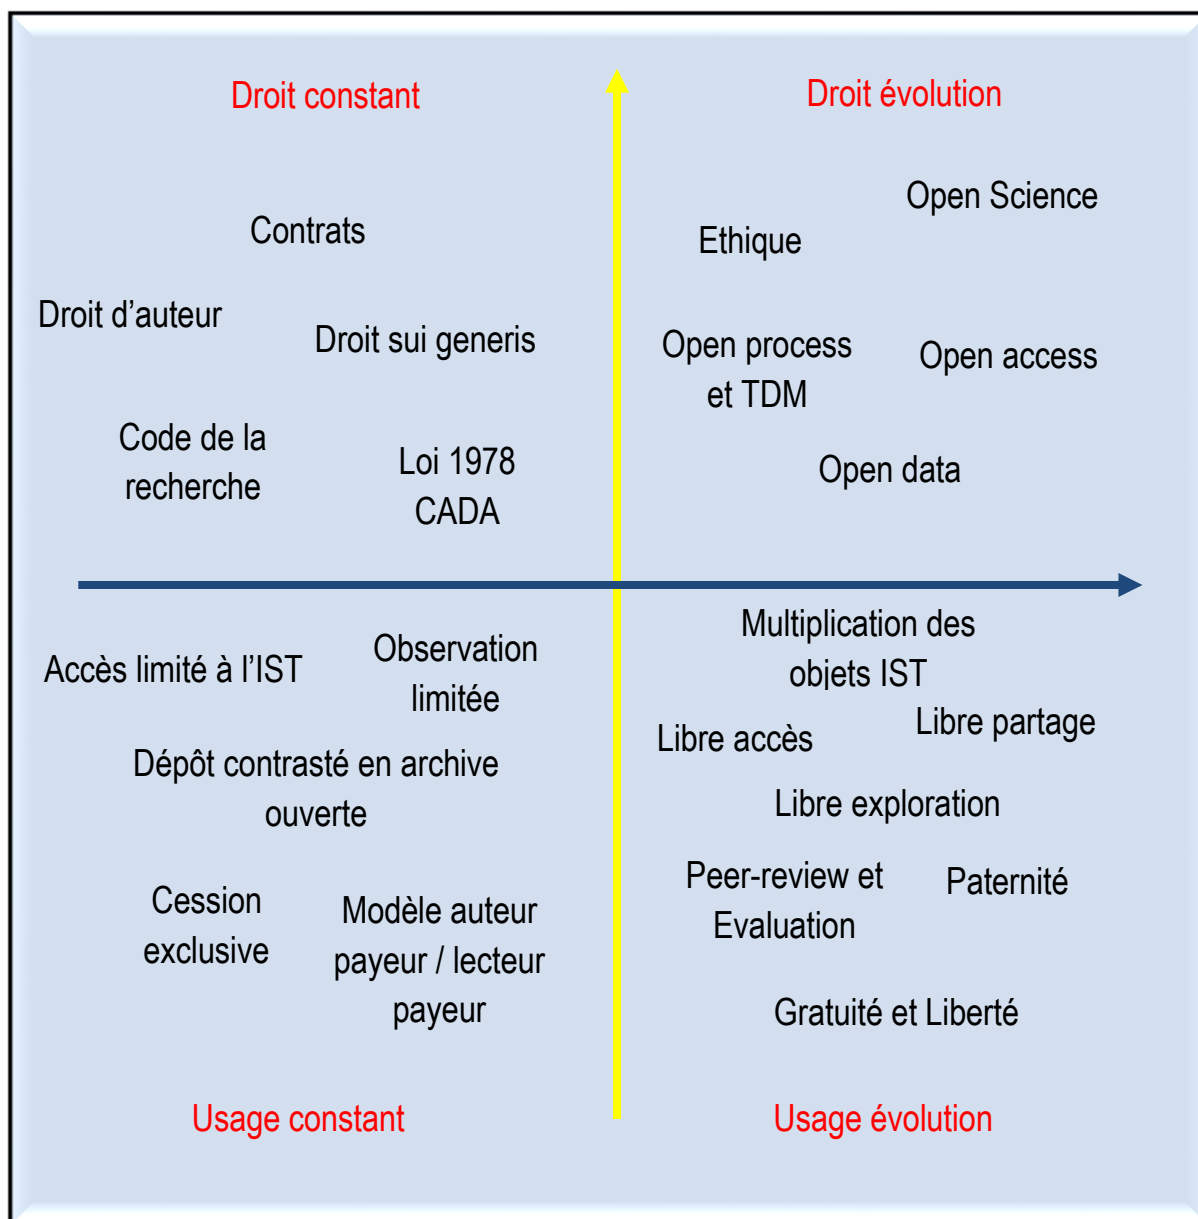 Droit constant
Droit évolution
Contrats
Droit d’auteur
Droit sui generis
Code de la
recherche
Loi 1978
CADA
Open Science
Ethique
Open process
et TDM
Open access
Open data
Accès limité à l’IST
Observation
limitée
Dépôt contrasté en archive
ouverte
Cession
exclusive
Modèle auteur
payeur / lecteur
payeur
Multiplication des
objets IST
Libre accès
Libre partage
Libre exploration
Peer-review et
Evaluation
Paternité
Gratuité et Liberté
Usage constant
Usage évolution